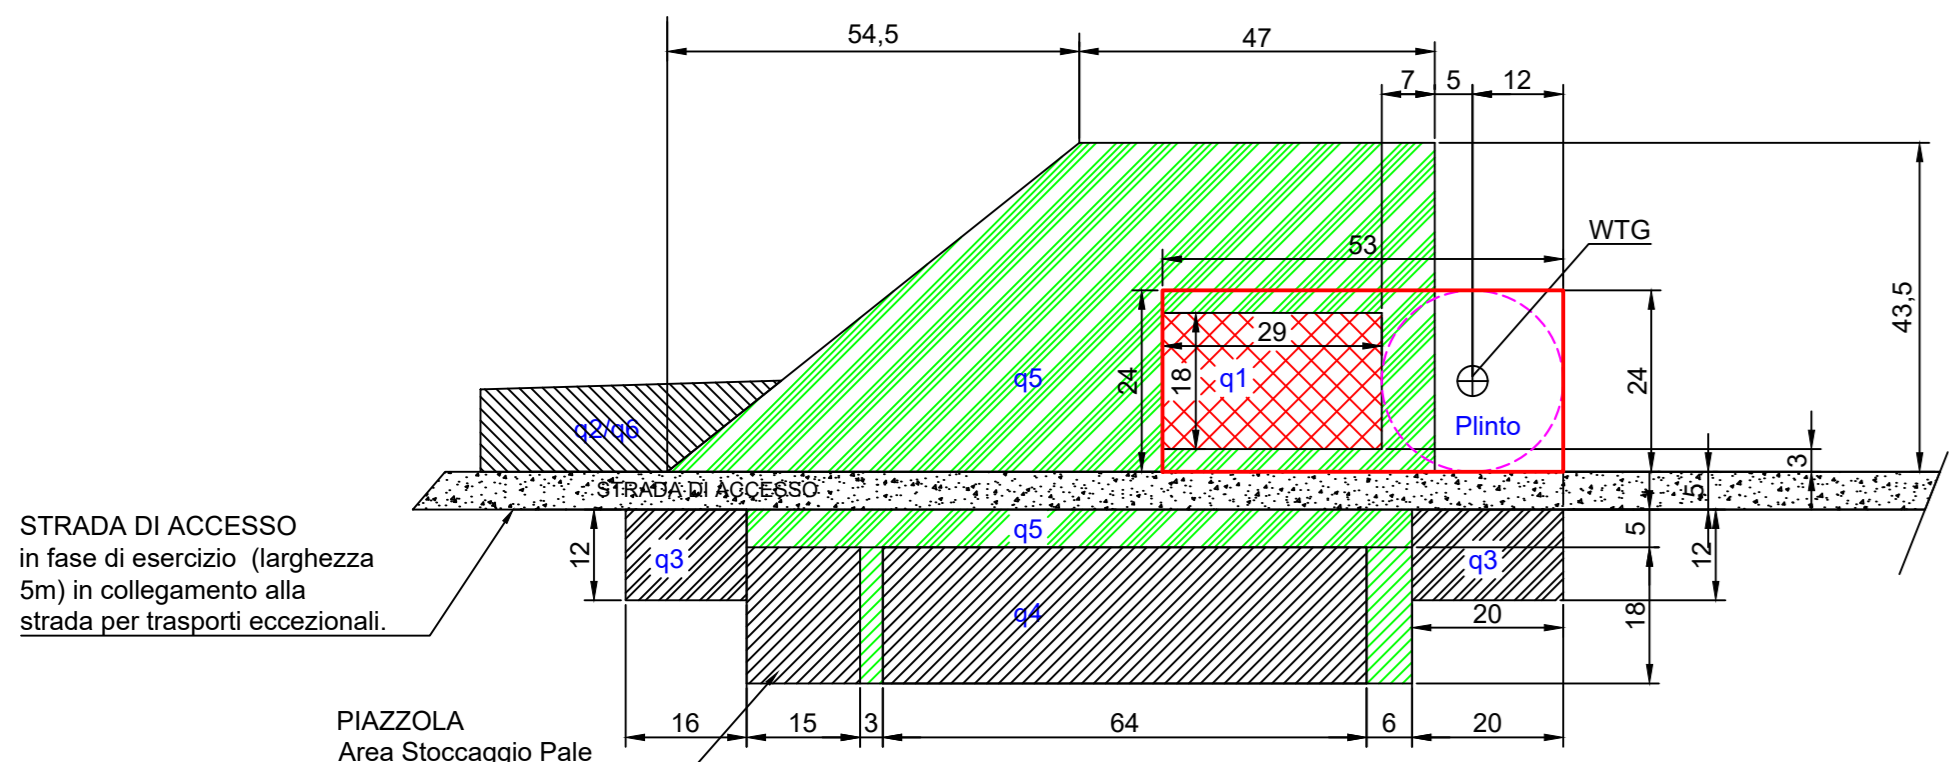 54,5
47
7
5
12
WTG
53
43,5
29
24
18
q1
q5
24
q2/q6
Plinto
3
STRADA DI ACCESSO
5
STRADA DI ACCESSO
in fase di esercizio (larghezza
5m) in collegamento alla
strada per trasporti eccezionali.
12
q3
q5
q3
5
12
q4
18
20
PIAZZOLA
Area Stoccaggio Pale
16
15
3
64
6
20